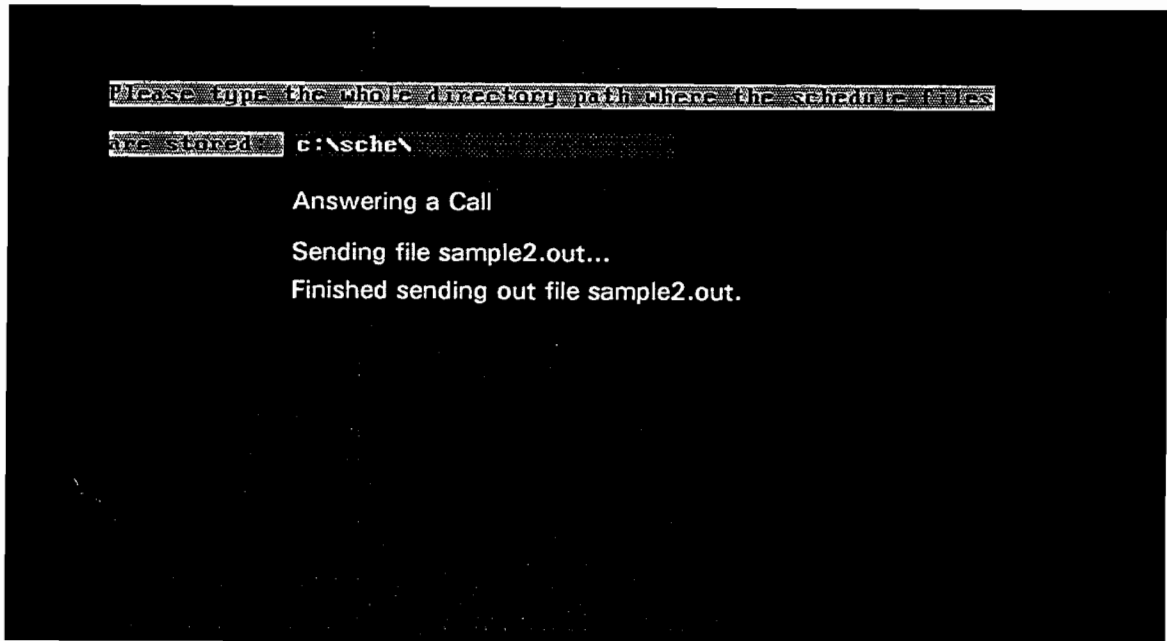 Please type the whole directory path where the schedule files
are stored: c:\sche\
Answering a Call
Sending file sample2.out...
Finished sending out file sample2.out.